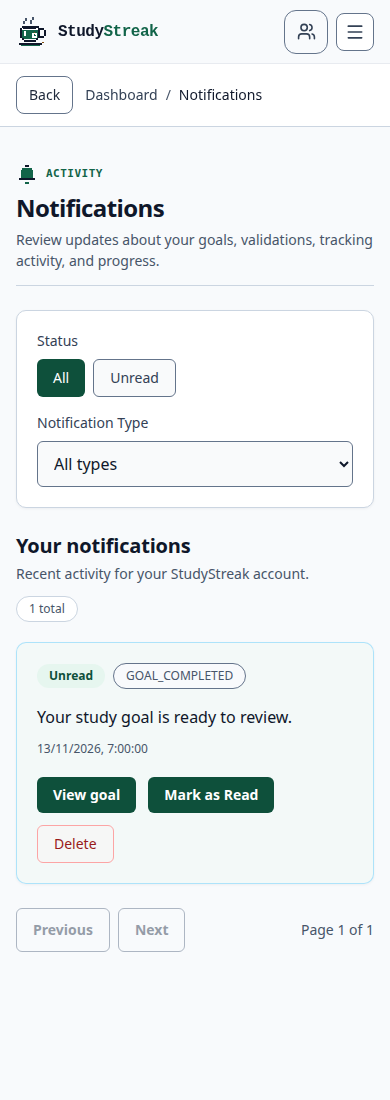 StudyStreak
Back
Dashboard / Notifications
ACTIVITY
Notifications
Review updates about your goals, validations, tracking
activity, and progress.
Status
All
Unread
Notification Type
All types
Your notifications
Recent activity for your StudyStreak account.
1 total
Unread
GOAL_COMPLETED
Your study goal is ready to review.
13/11/2026, 7:00:00
View goal
Mark as Read
Delete
Previous
Next
Page 1 of 1